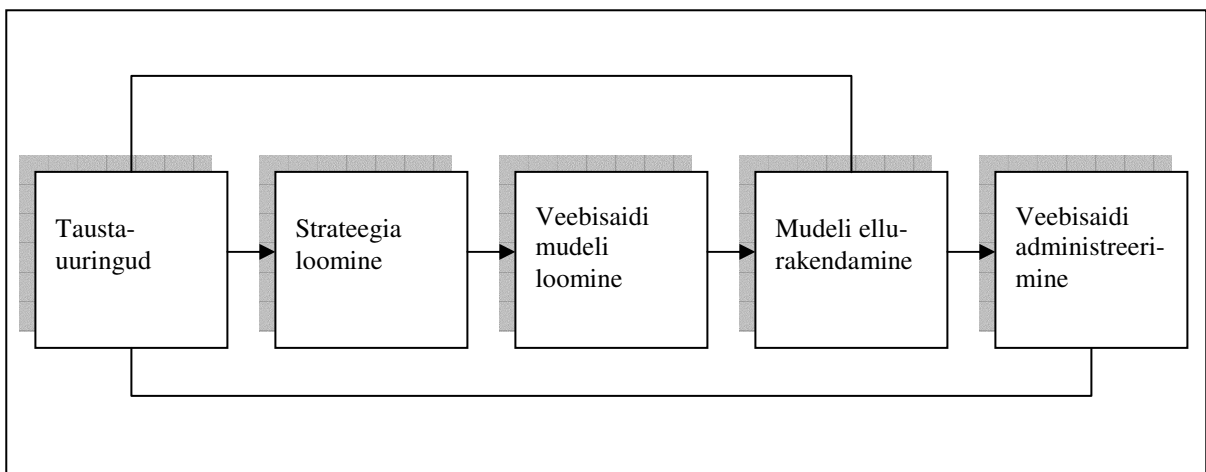 Tausta-
uuringud
Strateegia
loomine
Veebisaidi
mudeli
loomine
Mudeli ellu-
rakendamine
Veebisaidi
administreeri-
mine